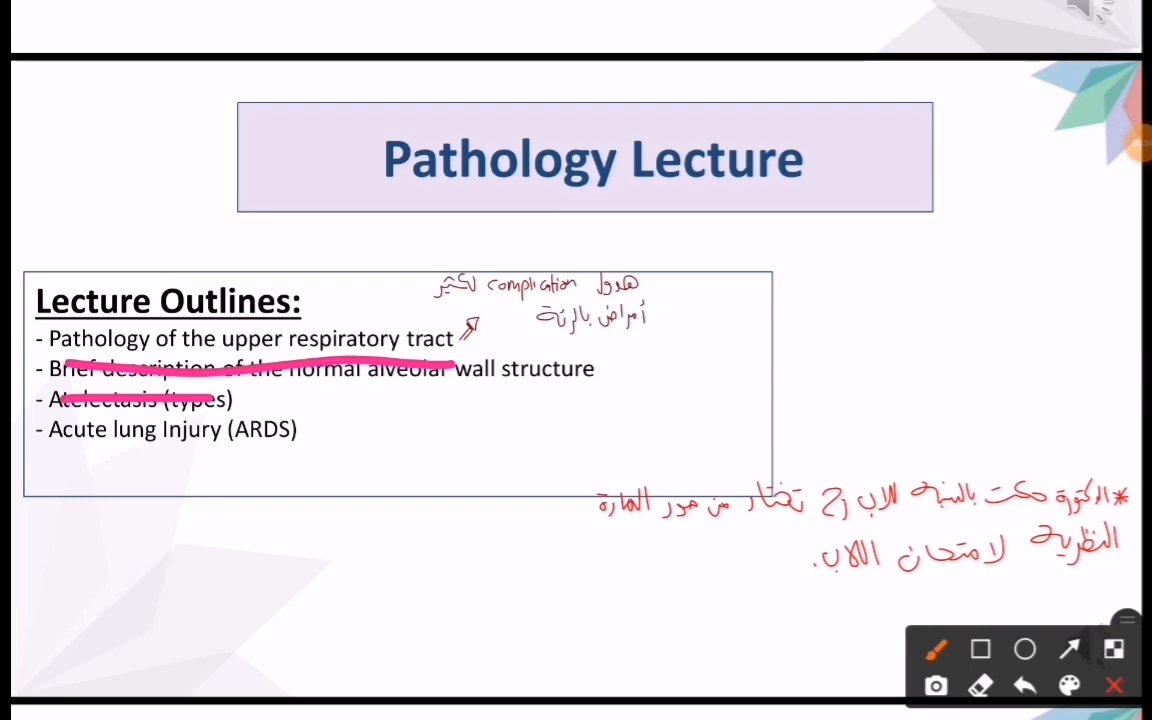 Pathology Lecture
Lecture Outlines:
هدول complication لكثير
أمراض بالرئة
- Pathology of the upper respiratory tract
- Brief description of the normal alveolar wall structure
- Atelectasis (types)
- Acute lung Injury (ARDS)
* الدكتورة حكت بالنسبة للاب رح تختار من صور المادة
النظرية لامتحان اللاب.